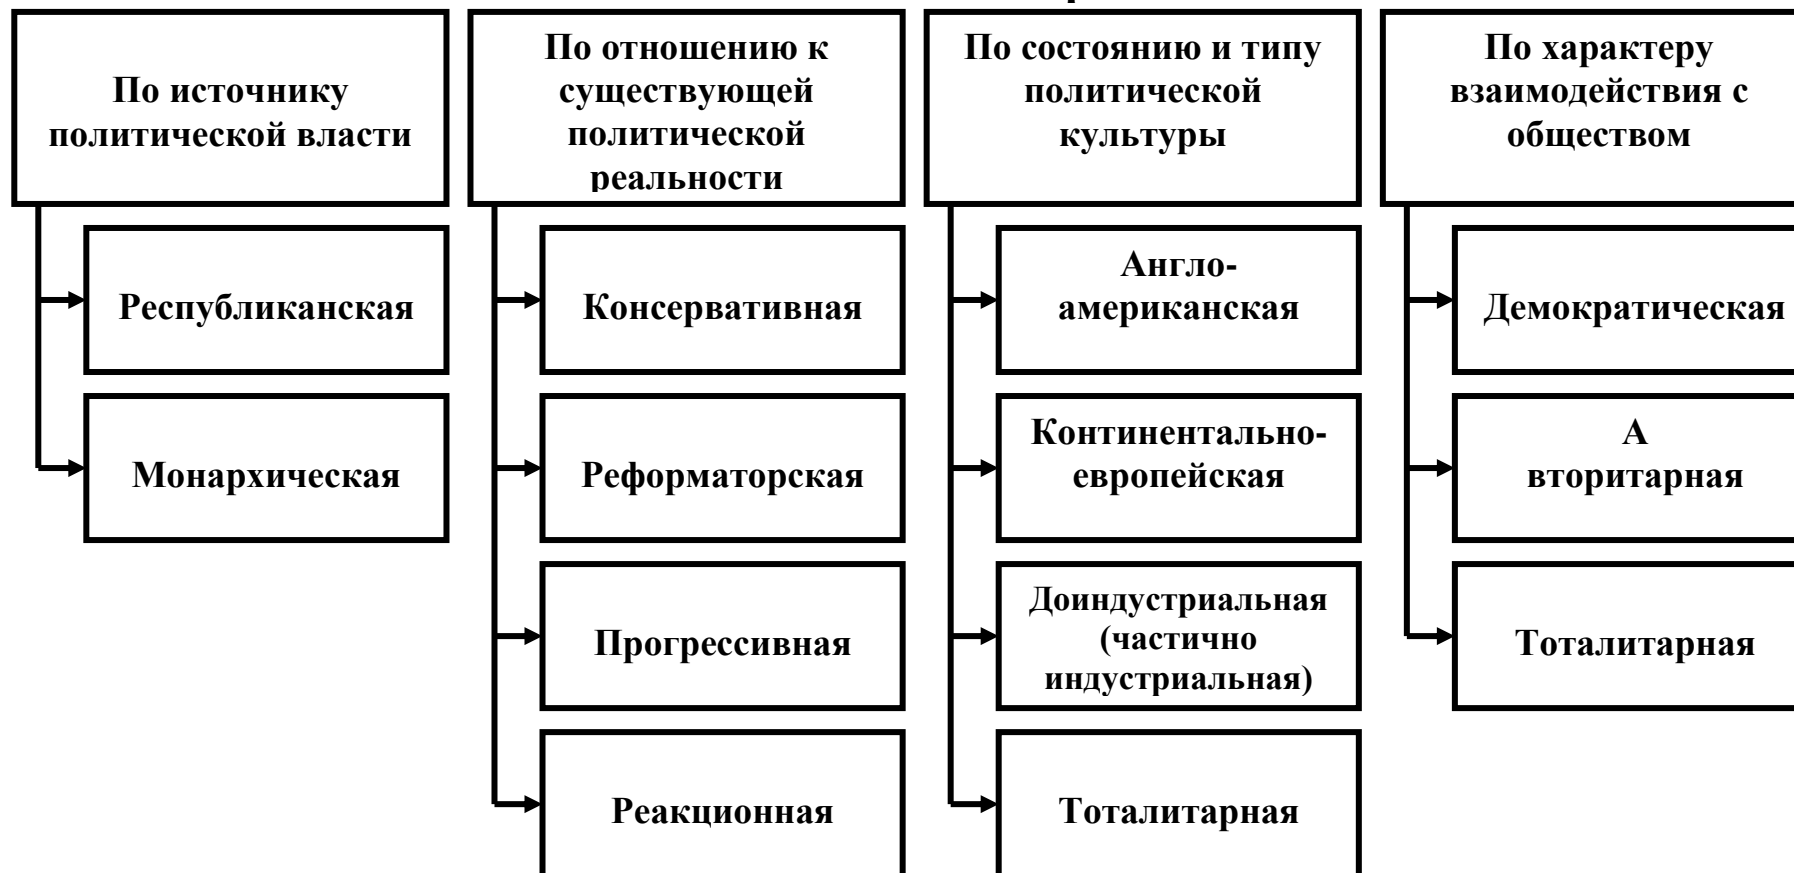 По источнику
политической власти
Республиканская
Монархическая
По отношению к
существующей
политической
реальности
Консервативная
Реформаторская
Прогрессивная
Реакционная
По состоянию и типу
политической
культуры
Англо-
американская
Континентально-
европейская
Доиндустриальная
(частично
индустриальная)
Тоталитарная
По характеру
взаимодействия с
обществом
Демократическая
А
вторитарная
Тоталитарная